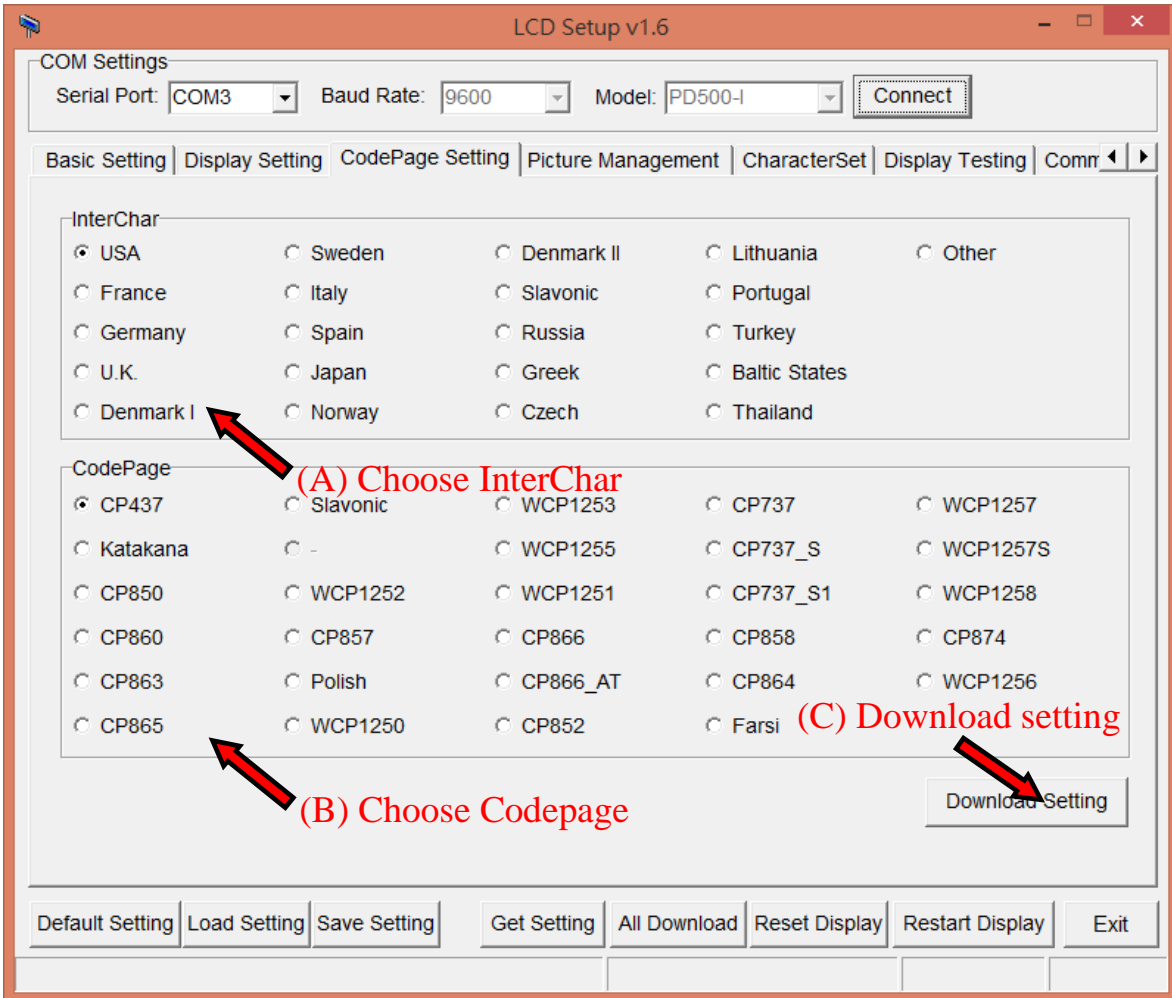 LCD Setup v1.6
COM Settings
Serial Port: COM3 Baud Rate: 9600 Model: PD500-I Connect
Basic Setting Display Setting CodePage Setting Picture Management CharacterSet Display Testing Comm
InterChar
USA Sweden Denmark II Lithuania Other
France Italy Slavonic Portugal
Germany Spain Russia Turkey
U.K. Japan Greek Baltic States
Denmark I Norway Czech Thailand
(A) Choose InterChar
CodePage
CP437 Slavonic WCP1253 CP737 WCP1257
Katakana - WCP1255 CP737_S WCP1257S
CP850 WCP1252 WCP1251 CP737_S1 WCP1258
CP860 CP857 CP866 CP858 CP874
CP863 Polish CP866_AT CP864 WCP1256
CP865 WCP1250 CP852 Farsi
(C) Download setting
(B) Choose Codepage
Download Setting
Default Setting Load Setting Save Setting Get Setting All Download Reset Display Restart Display Exit